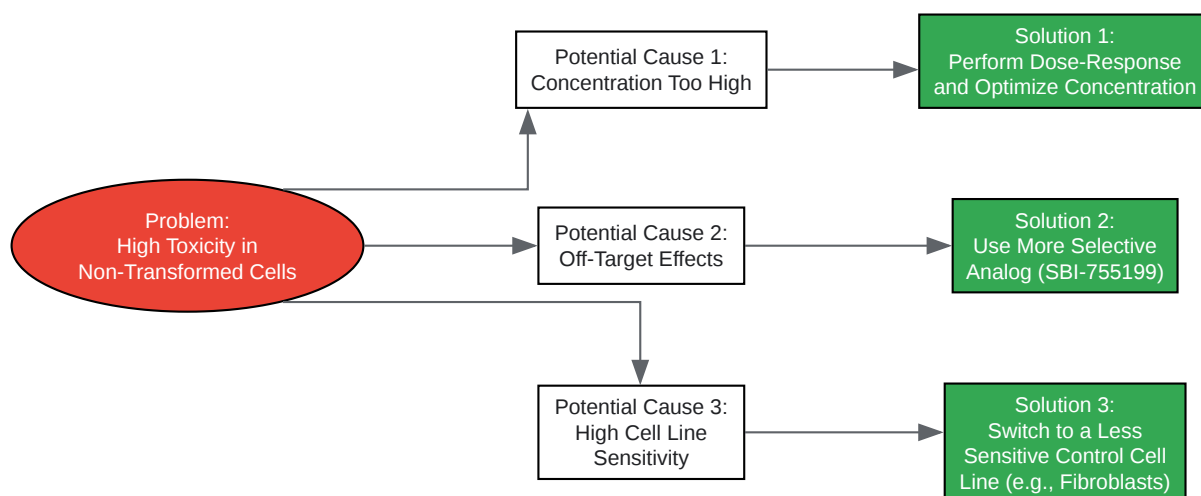 Problem:
High Toxicity in
Non-Transformed Cells
Potential Cause 1:
Concentration Too High
Solution 1:
Perform Dose-Response
and Optimize Concentration
Potential Cause 2:
Off-Target Effects
Solution 2:
Use More Selective
Analog (SBI-755199)
Potential Cause 3:
High Cell Line
Sensitivity
Solution 3:
Switch to a Less
Sensitive Control Cell
Line (e.g., Fibroblasts)